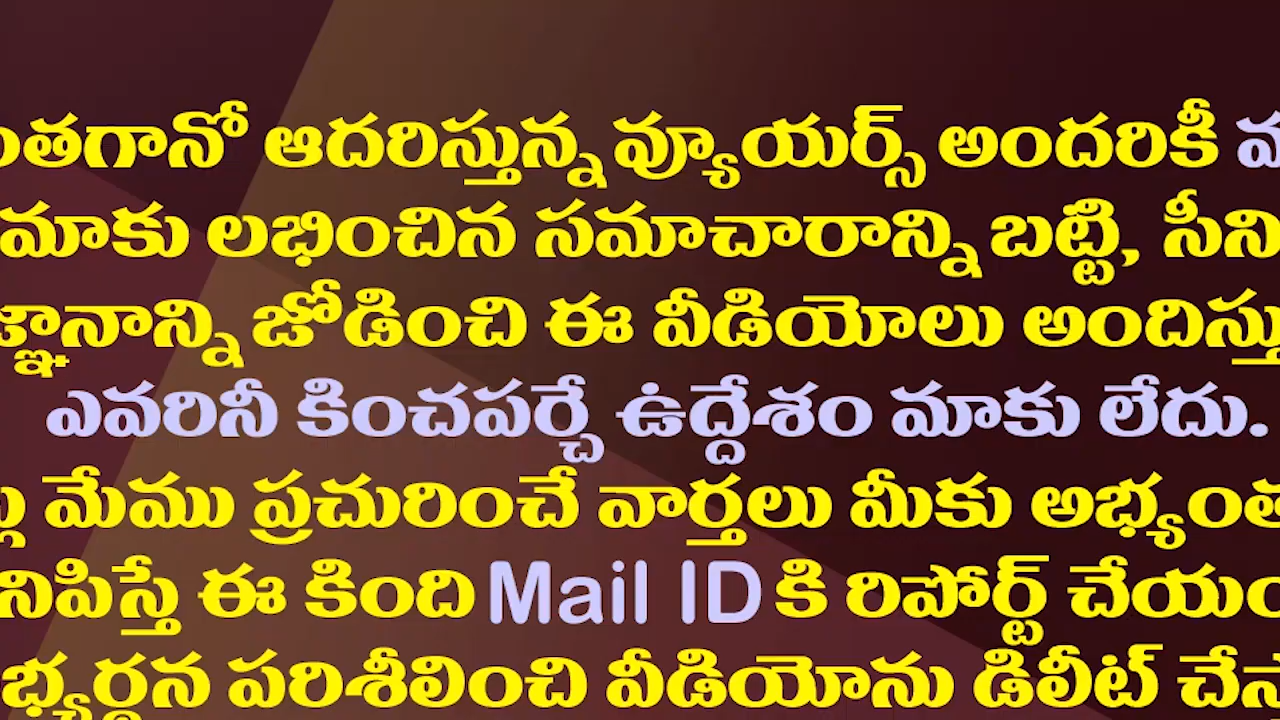 ఆదరిస్తున్న వ్యూయర్స్ అందరికీ
మాకు లభించిన సమాచారాన్ని బట్టి,
జోడించి ఈ వీడియోలు
ఎవరినీ కించపర్చే ఉద్దేశం మాకు లేదు.
మేము ప్రచురించే వార్తలు మీకు
ఈ కింది Mail ID కి రిపోర్ట్
పరిశీలించి వీడియోను డిలీట్